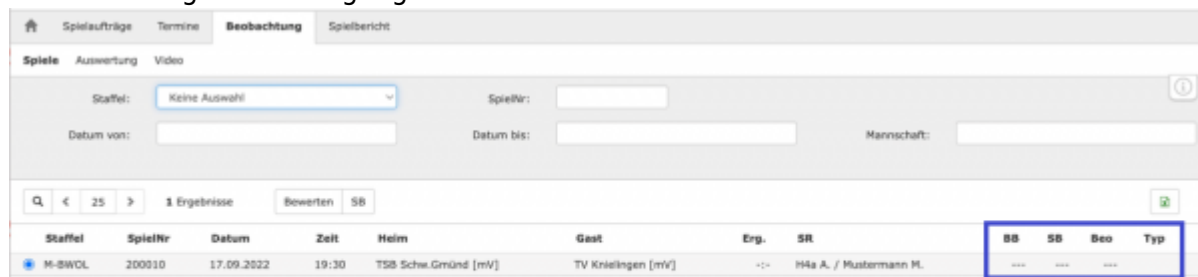 Spielaufträge Termine Beobachtung Spielbericht
Spiele Auswertung Video
Staffel: Keine Auswahl SpielNr:
Datum von: Datum bis: Mannschaft:
25 1 Ergebnisse Bewerten SB
Staffel SpielNr Datum Zeit Heim Gast Erg. SR BB SB Beo Typ
M-BWOL 200010 17.09.2022 19:30 TSB Schw.Gmünd [mV] TV Knielingen [mV] -:- H4a A. / Mustermann M. --- --- ---